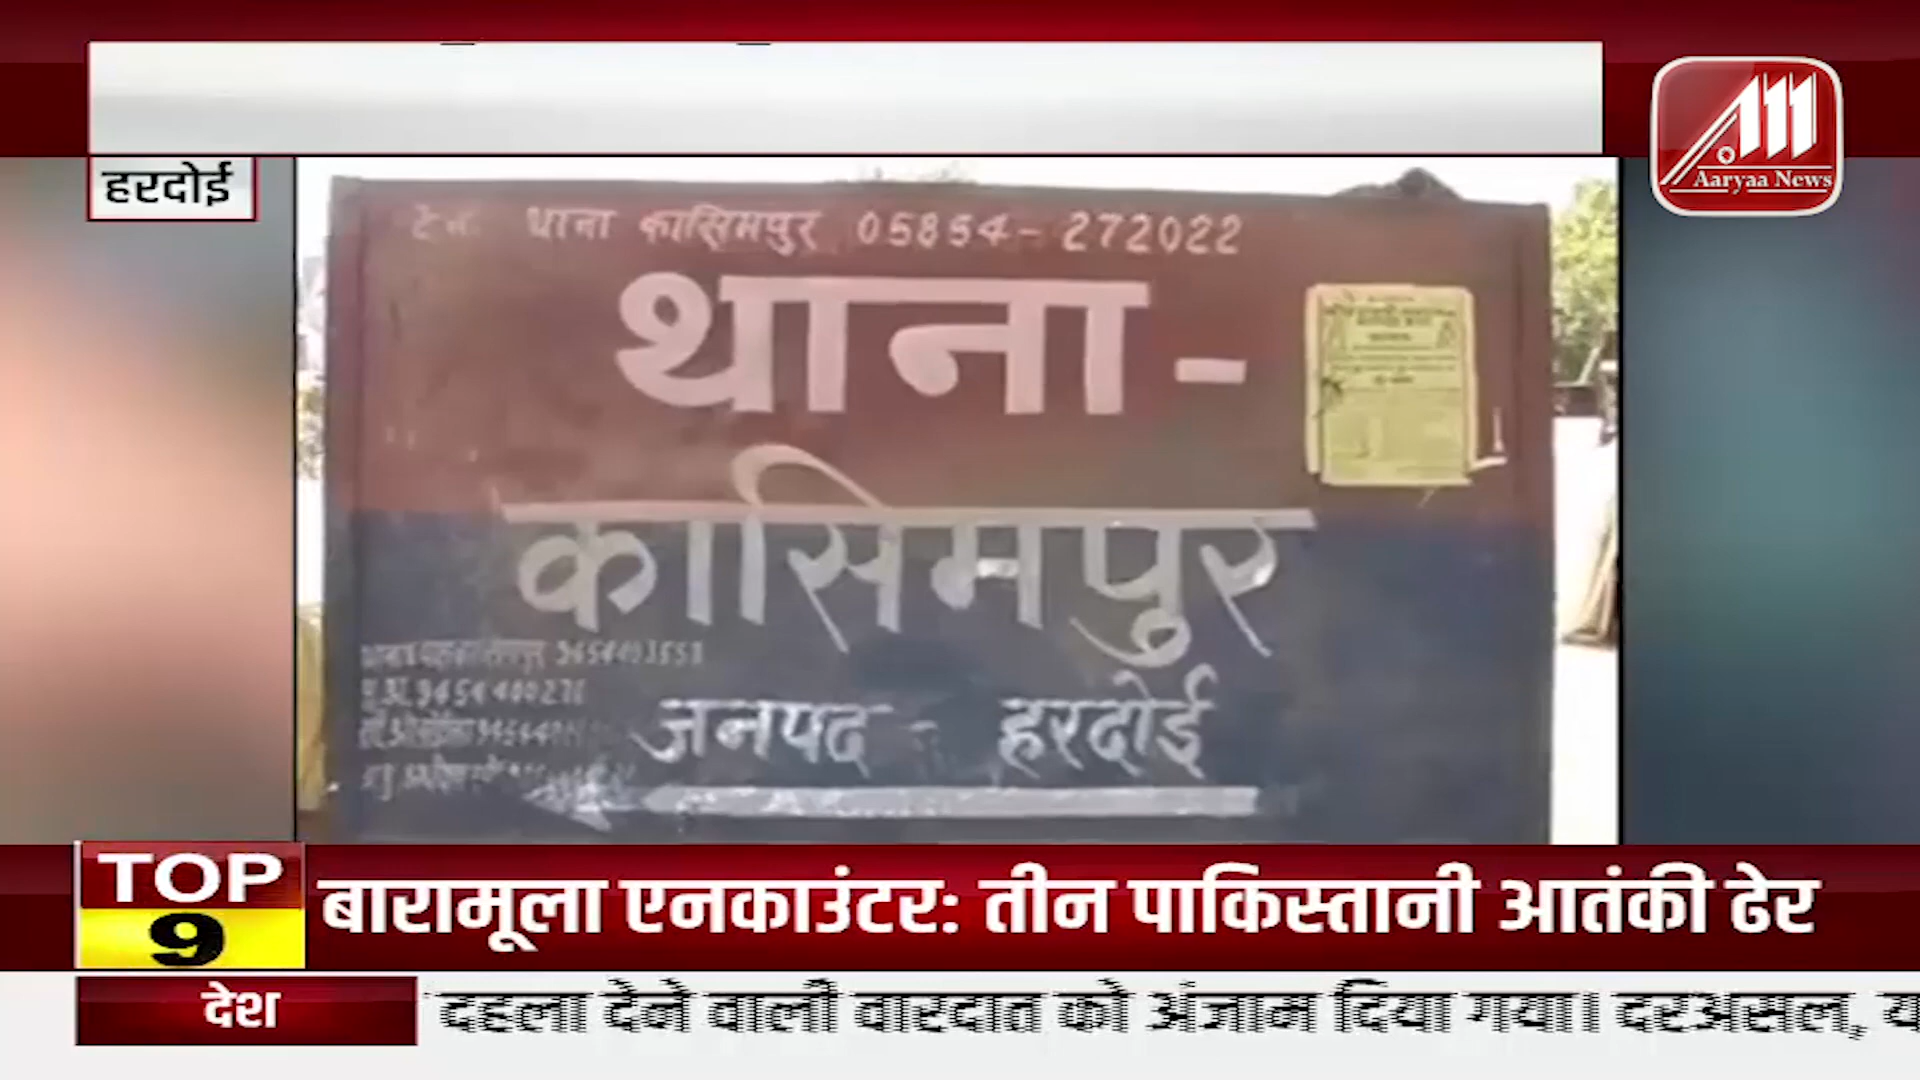 Aaryaa News
हरदोई
थाना कासिमपुर 05854-272022
थाना -
कासिमपुर
जनपद - हरदोई
TOP
9
बारामूला एनकाउंटर: तीन पाकिस्तानी आतंकी ढेर
देश
दहला देने वाली वारदात को अंजाम दिया गया। दरअसल,